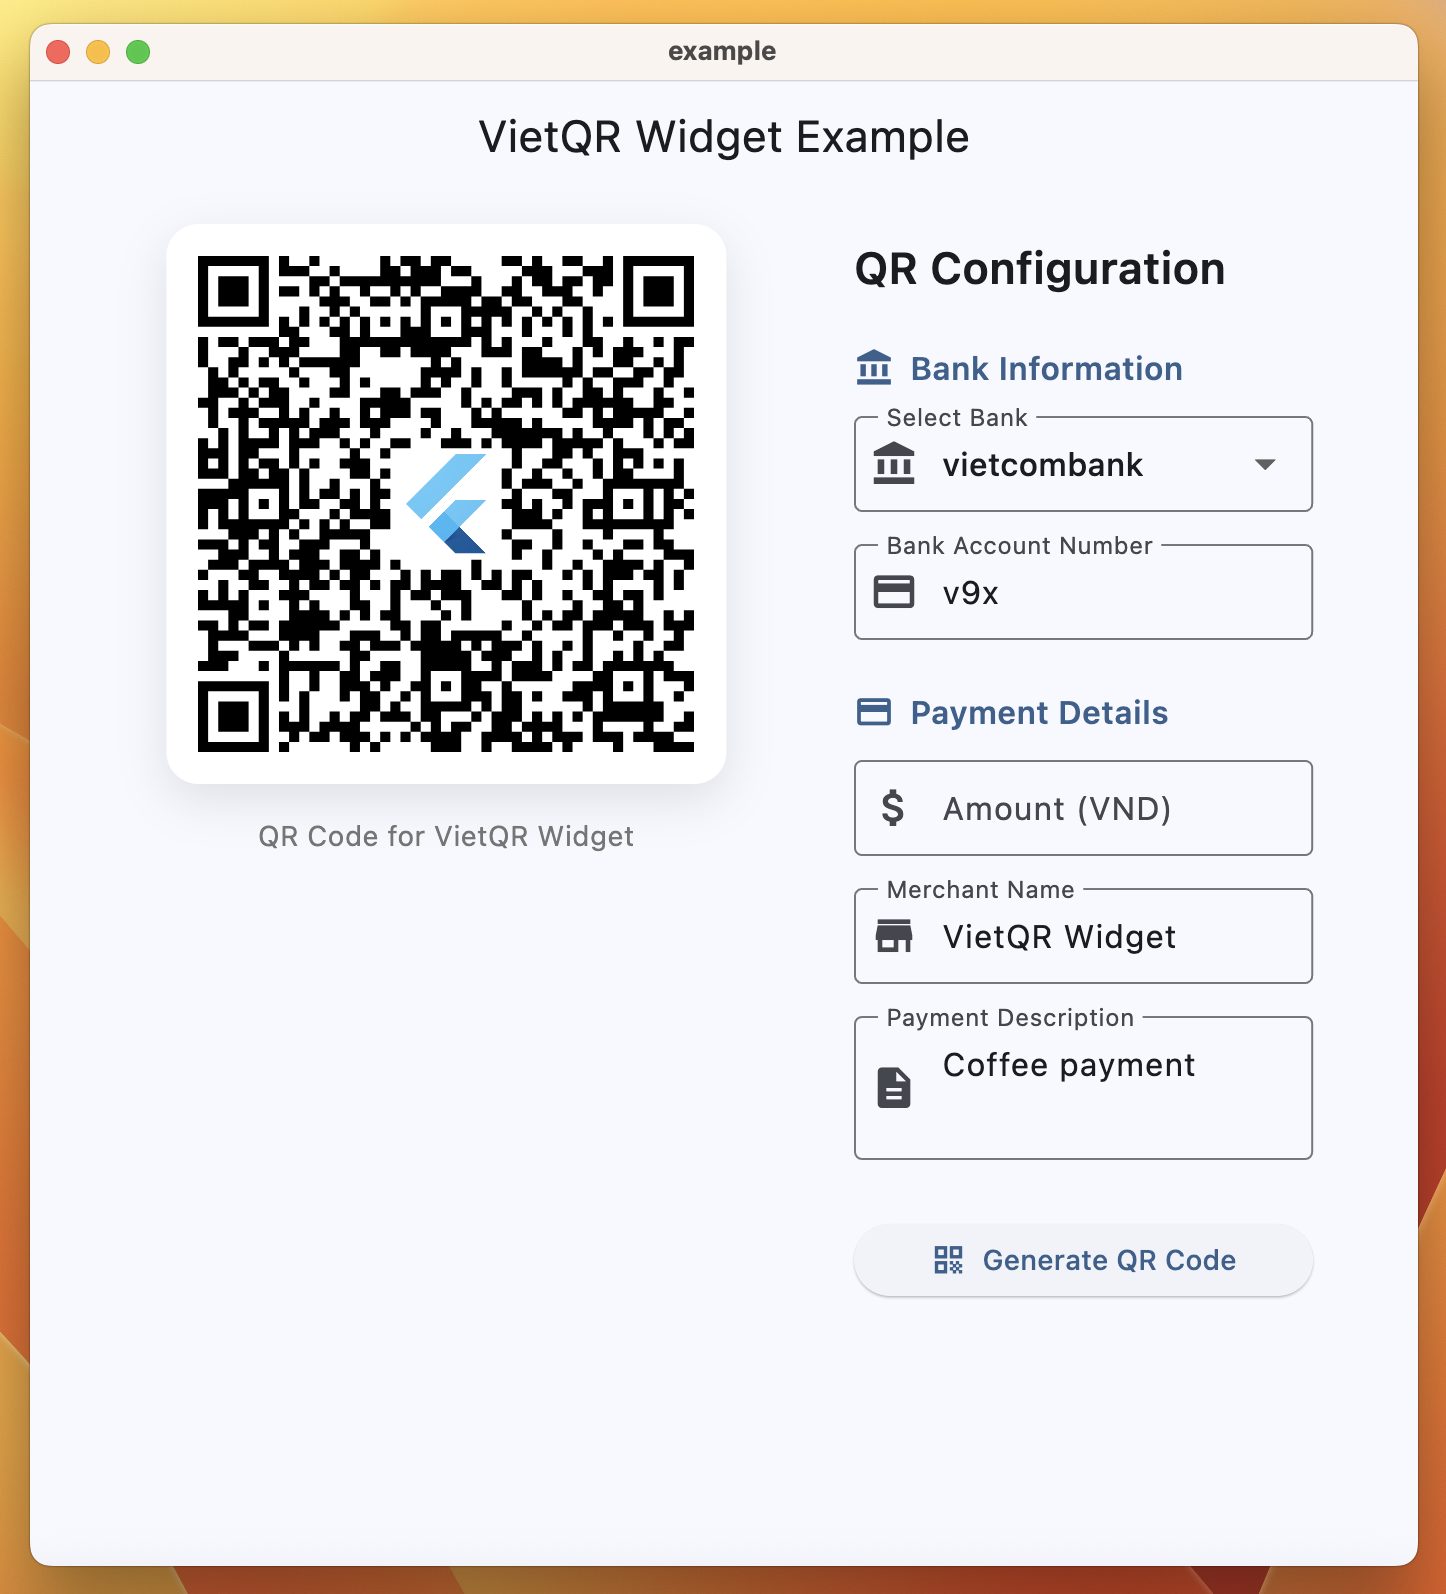 example
VietQR Widget Example
QR Code for VietQR Widget
QR Configuration
Bank Information
Select Bank
vietcombank
Bank Account Number
v9x
Payment Details
$ Amount (VND)
Merchant Name
VietQR Widget
Payment Description
Coffee payment
Generate QR Code